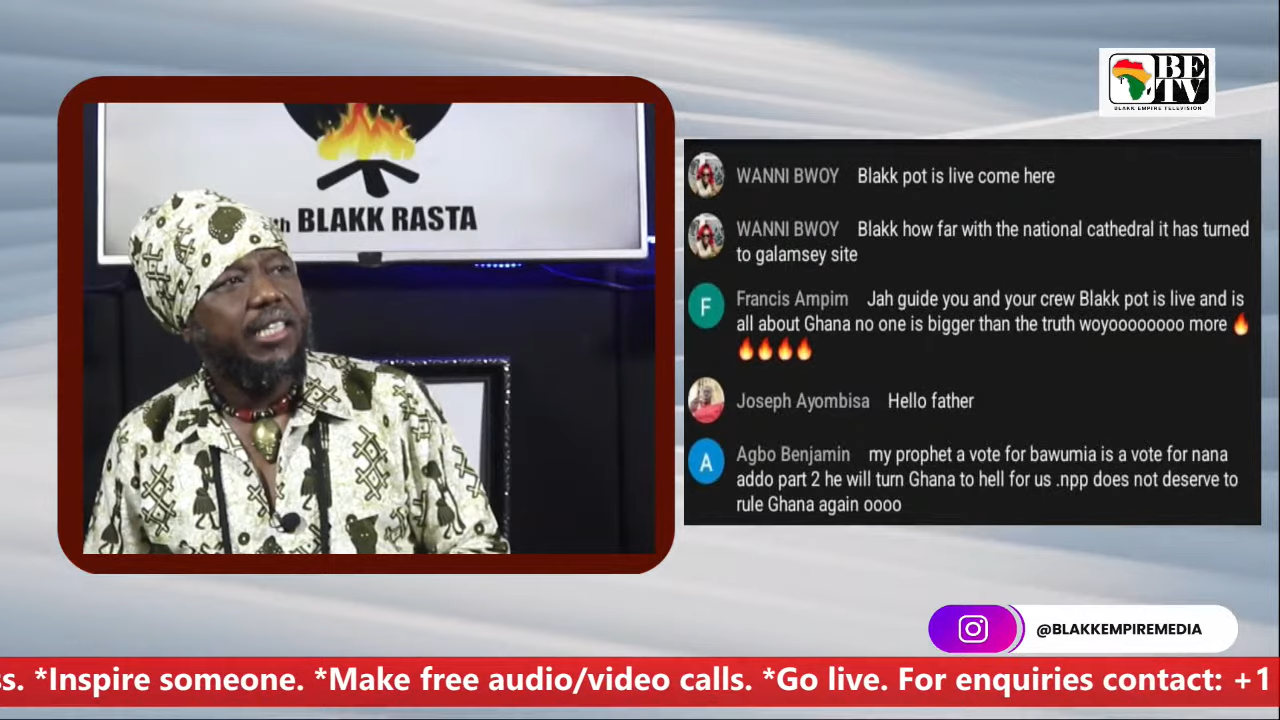 BE
TV
BLAKK EMPIRE TELEVISION
BLAKK RASTA
WANNI BWOY Blakk pot is live come here
WANNI BWOY Blakk how far with the national cathedral it has turned
to galamsey site
F
Francis Ampim Jah guide you and your crew Blakk pot is live and is
all about Ghana no one is bigger than the truth woyoooooooo more 🔥
🔥🔥🔥🔥
Joseph Ayombisa Hello father
A
Agbo Benjamin my prophet a vote for bawumia is a vote for nana
addo part 2 he will turn Ghana to hell for us .npp does not deserve to
rule Ghana again oooo
@BLAKKEMPIREMEDIA
s. *Inspire someone. *Make free audio/video calls. *Go live. For enquiries contact: +1